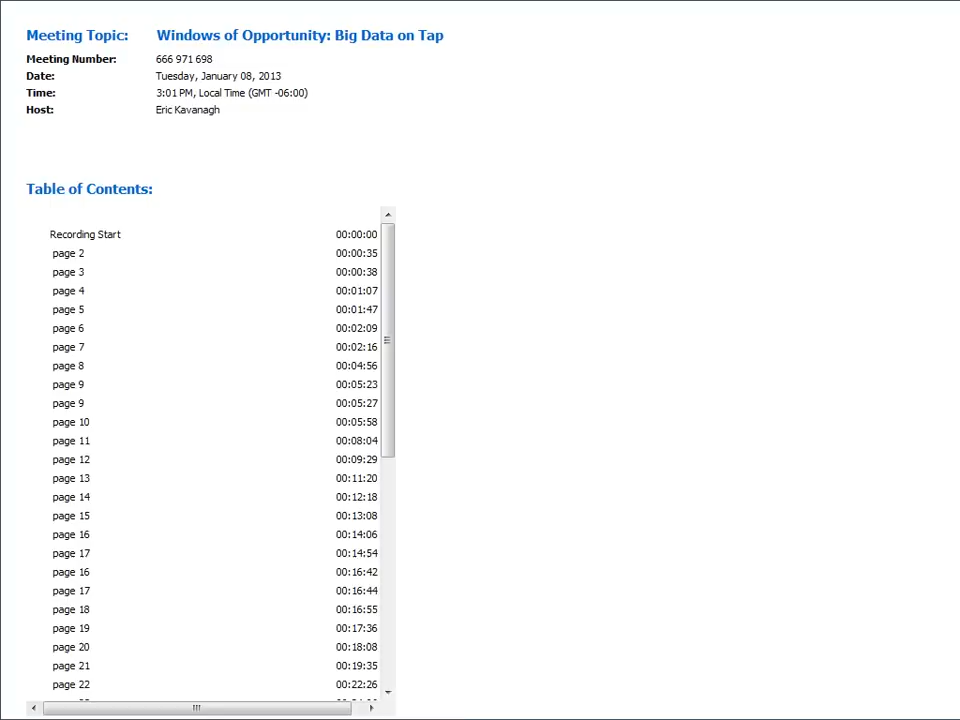 Meeting Topic: Windows of Opportunity: Big Data on Tap
Meeting Number: 666 971 698
Date: Tuesday, January 08, 2013
Time: 3:01 PM, Local Time (GMT -06:00)
Host: Eric Kavanagh
Table of Contents:
Recording Start 00:00:00
page 2 00:00:35
page 3 00:00:38
page 4 00:01:07
page 5 00:01:47
page 6 00:02:09
page 7 00:02:16
page 8 00:04:56
page 9 00:05:23
page 9 00:05:27
page 10 00:05:58
page 11 00:08:04
page 12 00:09:29
page 13 00:11:20
page 14 00:12:18
page 15 00:13:08
page 16 00:14:06
page 17 00:14:54
page 16 00:16:42
page 17 00:16:44
page 18 00:16:55
page 19 00:17:36
page 20 00:18:08
page 21 00:19:35
page 22 00:22:26